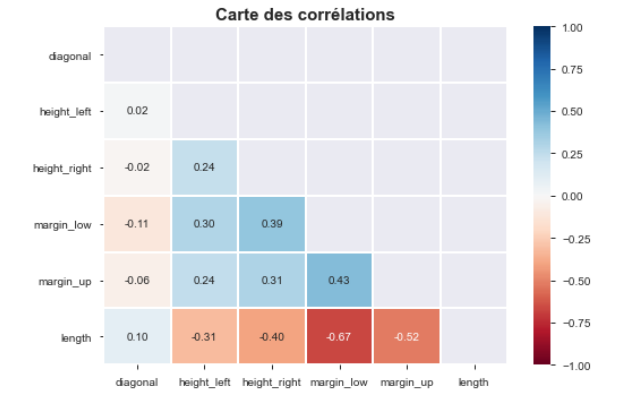 Carte des corrélations
diagonal
height_left 0.02
height_right -0.02 0.24
margin_low -0.11 0.30 0.39
margin_up -0.06 0.24 0.31 0.43
length 0.10 -0.31 -0.40 -0.67 -0.52
diagonal height_left height_right margin_low margin_up length
1.00
0.75
0.50
0.25
0.00
−0.25
−0.50
−0.75
−1.00